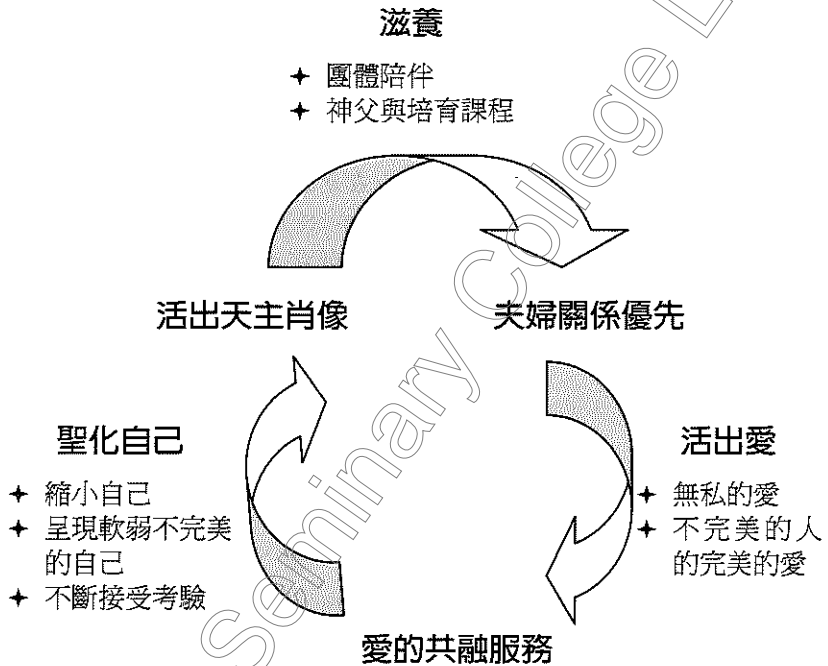 滋養
✦ 團體陪伴
✦ 神父與培育課程
活出天主肖像
夫婦關係優先
聖化自己
✦ 縮小自己
✦ 呈現軟弱不完美
的自己
✦ 不斷接受考驗
活出愛
✦ 無私的愛
✦ 不完美的人
的完美的愛
愛的共融服務
Seminary College L